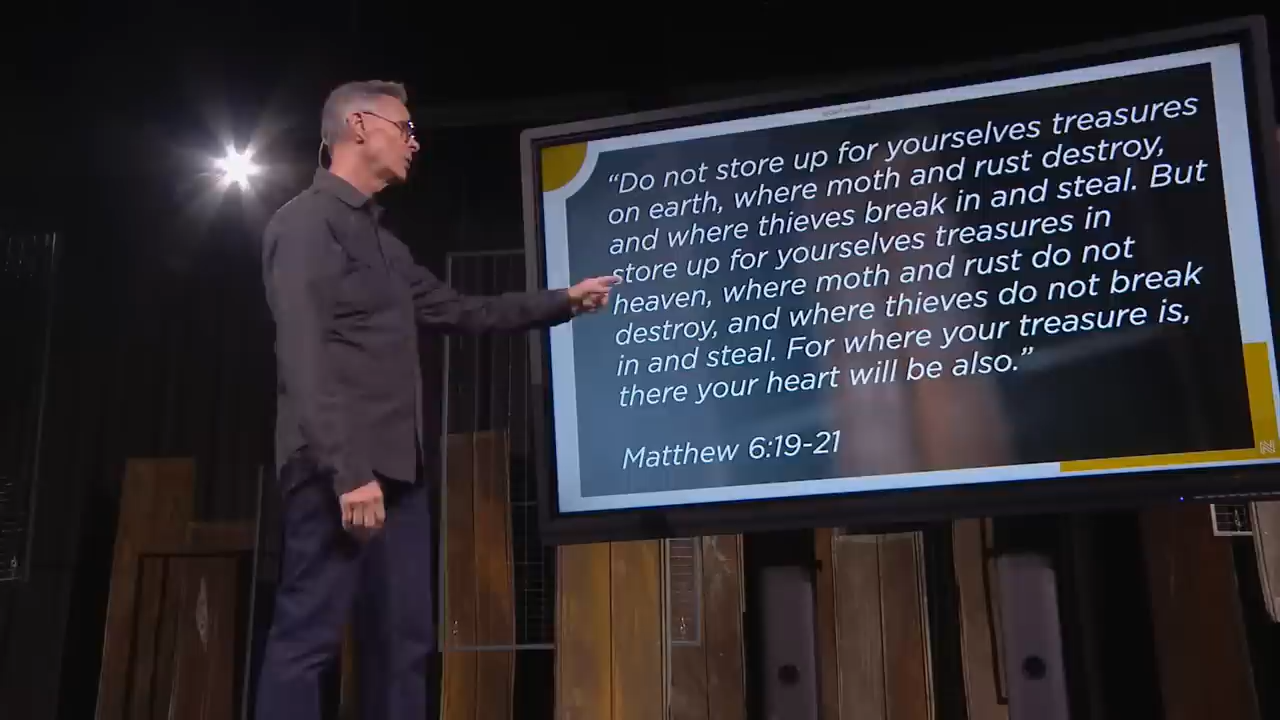 “Do not store up for yourselves treasures
on earth, where moth and rust destroy,
and where thieves break in and steal. But
store up for yourselves treasures in
heaven, where moth and rust do not
destroy, and where thieves do not break
in and steal. For where your treasure is,
there your heart will be also.”
Matthew 6:19-21
N